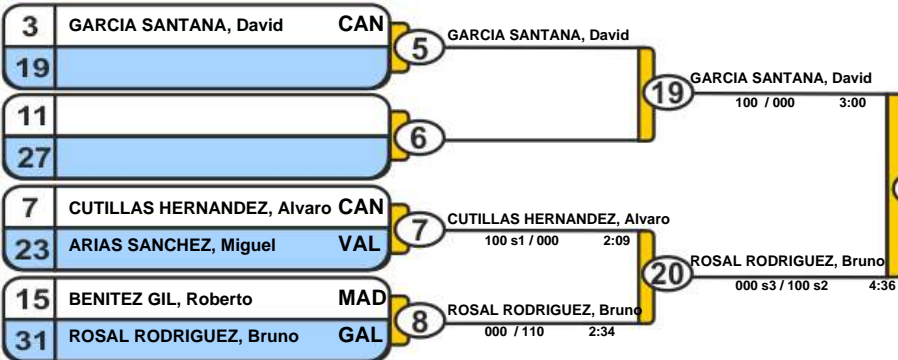 3 GARCIA SANTANA, David CAN
19
5
GARCIA SANTANA, David
11
27
6
19
GARCIA SANTANA, David
100 / 000 3:00
7 CUTILLAS HERNANDEZ, Alvaro CAN
23 ARIAS SANCHEZ, Miguel VAL
7
CUTILLAS HERNANDEZ, Alvaro
100 s1 / 000 2:09
15 BENITEZ GIL, Roberto MAD
31 ROSAL RODRIGUEZ, Bruno GAL
8
ROSAL RODRIGUEZ, Bruno
000 / 110 2:34
20
ROSAL RODRIGUEZ, Bruno
000 s3 / 100 s2 4:36